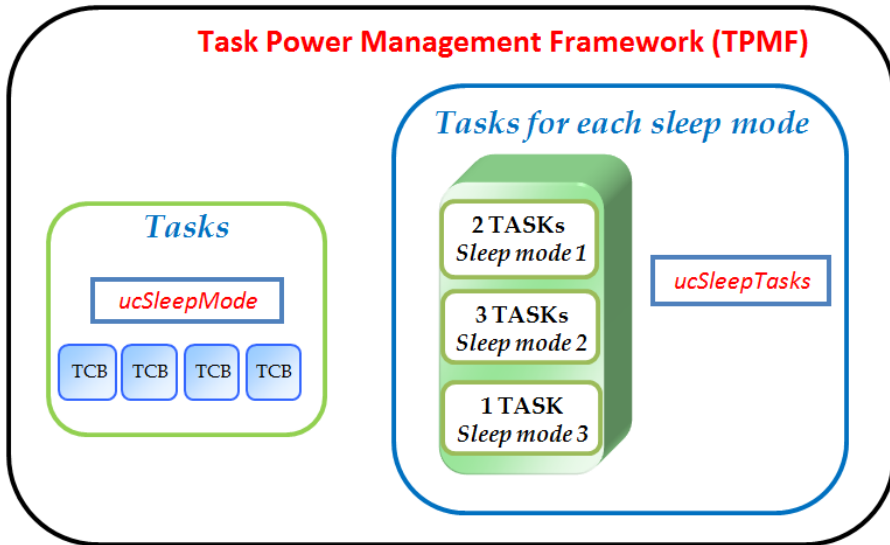 Task Power Management Framework (TPMF)
Tasks for each sleep mode
Tasks
ucSleepMode
TCB TCB TCB TCB
2 TASKs
Sleep mode 1
3 TASKs
Sleep mode 2
1 TASK
Sleep mode 3
ucSleepTasks